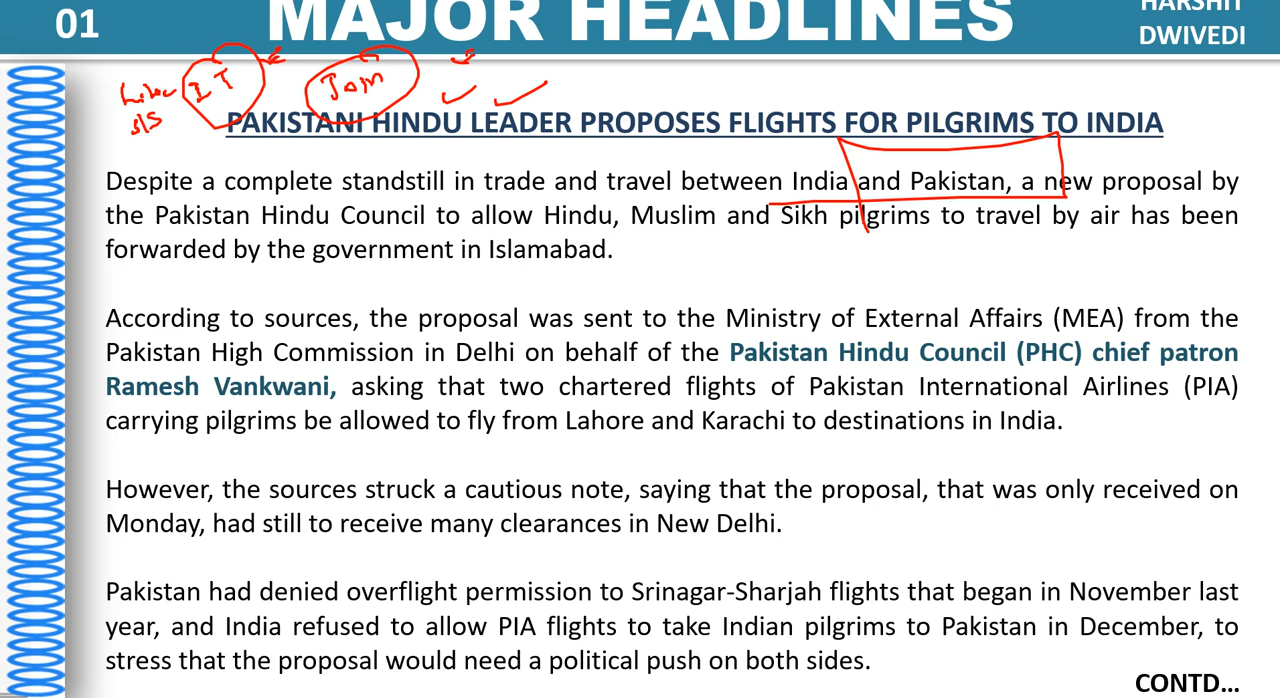 01
MAJOR HEADLINES
HARSHIT
DWIVEDI
I T
Jan
S/S
PAKISTANI HINDU LEADER PROPOSES FLIGHTS FOR PILGRIMS TO INDIA
Despite a complete standstill in trade and travel between India and Pakistan, a new proposal by
the Pakistan Hindu Council to allow Hindu, Muslim and Sikh pilgrims to travel by air has been
forwarded by the government in Islamabad.
According to sources, the proposal was sent to the Ministry of External Affairs (MEA) from the
Pakistan High Commission in Delhi on behalf of the Pakistan Hindu Council (PHC) chief patron
Ramesh Vankwani, asking that two chartered flights of Pakistan International Airlines (PIA)
carrying pilgrims be allowed to fly from Lahore and Karachi to destinations in India.
However, the sources struck a cautious note, saying that the proposal, that was only received on
Monday, had still to receive many clearances in New Delhi.
Pakistan had denied overflight permission to Srinagar-Sharjah flights that began in November last
year, and India refused to allow PIA flights to take Indian pilgrims to Pakistan in December, to
stress that the proposal would need a political push on both sides.
CONTD...